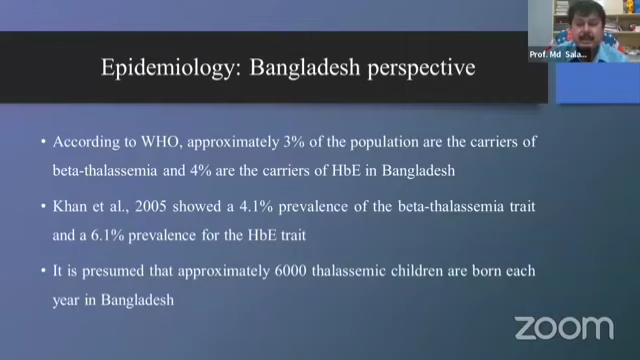 Prof. Md Sala...
Epidemiology: Bangladesh perspective
• According to WHO, approximately 3% of the population are the carriers of
beta-thalassemia and 4% are the carriers of HbE in Bangladesh
• Khan et al., 2005 showed a 4.1% prevalence of the beta-thalassemia trait
and a 6.1% prevalence for the HbE trait
• It is presumed that approximately 6000 thalassemic children are born each
year in Bangladesh
zoom